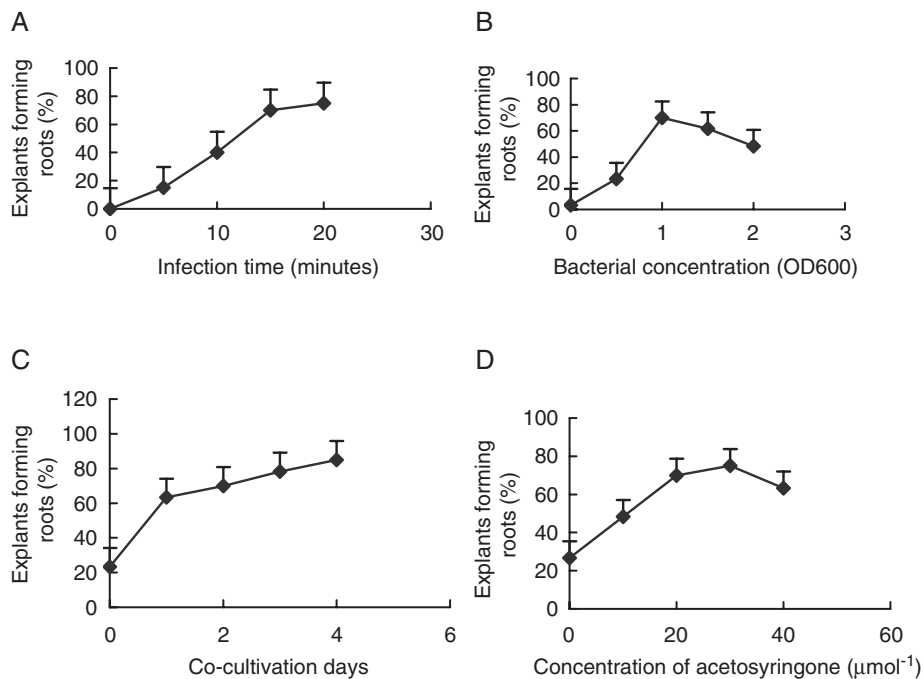 A
Explants forming
roots (%)
100
80
60
40
20
0
0 10 20 30
Infection time (minutes)
B
Explants forming
roots (%)
100
80
60
40
20
0
0 1 2 3
Bacterial concentration (OD600)
C
Explants forming
roots (%)
120
100
80
60
40
20
0
0 2 4 6
Co-cultivation days
D
Explants forming
roots (%)
100
80
60
40
20
0
0 20 40 60
Concentration of acetosyringone (μmol⁻¹)